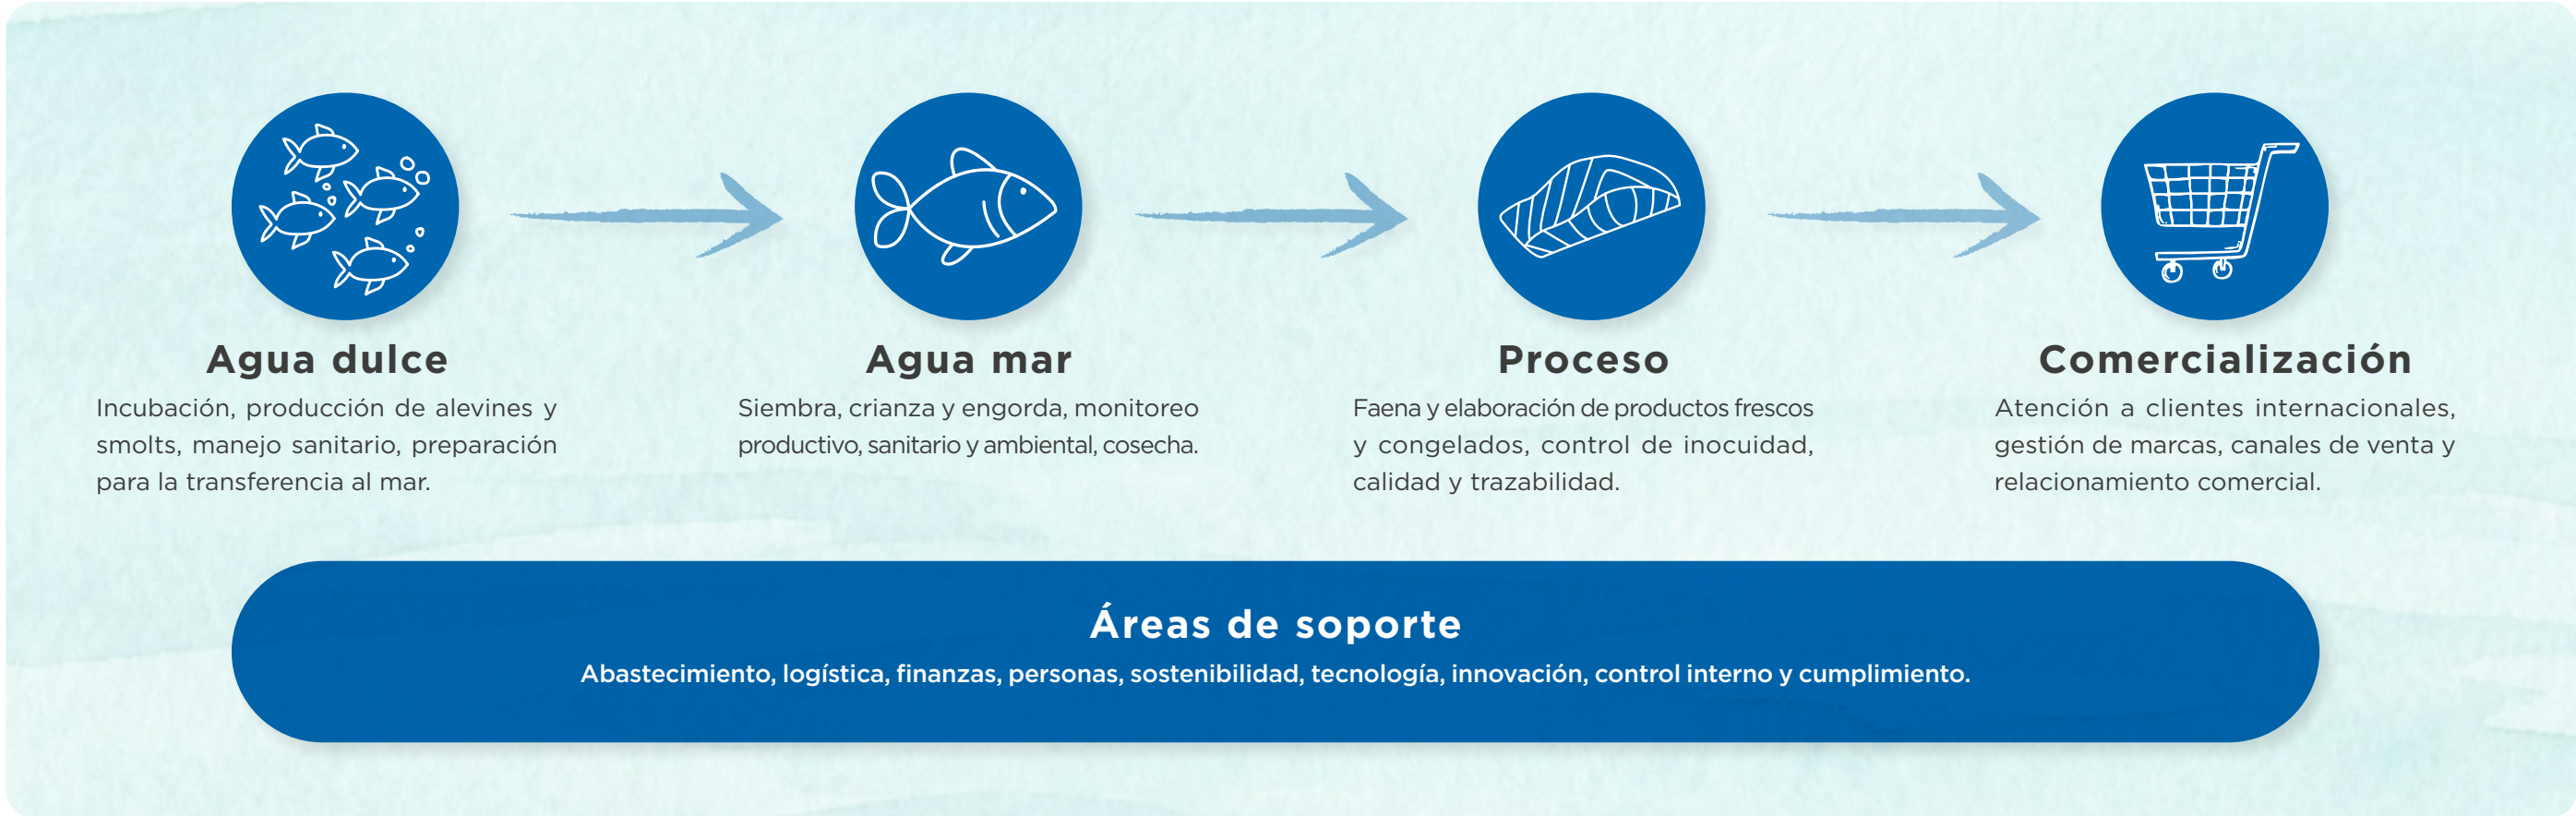 Agua dulce
Incubación, producción de alevines y
smolts, manejo sanitario, preparación
para la transferencia al mar.
Agua mar
Siembra, crianza y engorda, monitoreo
productivo, sanitario y ambiental, cosecha.
Proceso
Faena y elaboración de productos frescos
y congelados, control de inocuidad,
calidad y trazabilidad.
Comercialización
Atención a clientes internacionales,
gestión de marcas, canales de venta y
relacionamiento comercial.
Áreas de soporte
Abastecimiento, logística, finanzas, personas, sostenibilidad, tecnología, innovación, control interno y cumplimiento.